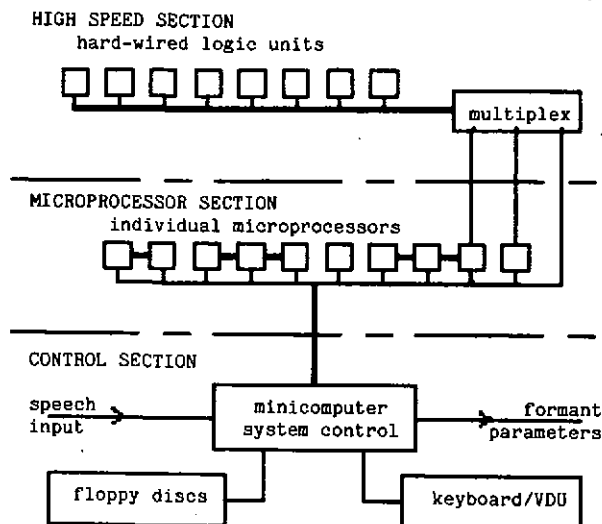 HIGH SPEED SECTION
hard-wired logic units
multiplex
MICROPROCESSOR SECTION
individual microprocessors
CONTROL SECTION
speech
input
minicomputer
system control
formant
parameters
floppy discs
keyboard/VDU